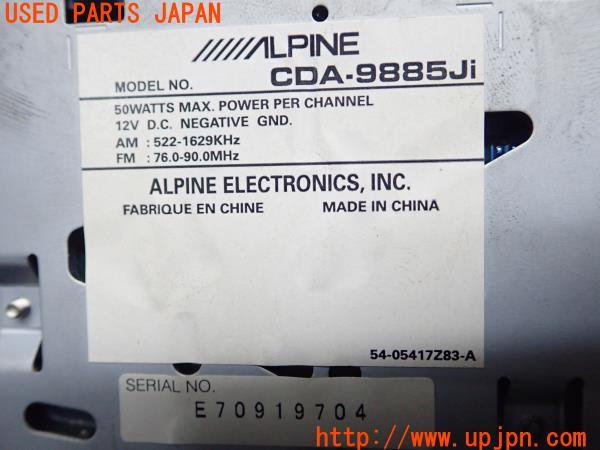 USED PARTS JAPAN
ALPINE
MODEL NO. CDA-9885Ji
50WATTS MAX. POWER PER CHANNEL
12V D.C. NEGATIVE GND.
AM : 522-1629KHz
FM : 76.0-90.0MHz
ALPINE ELECTRONICS, INC.
FABRIQUE EN CHINE MADE IN CHINA
54-05417Z83-A
SERIAL NO.
E70919704
© www.upjpn.com